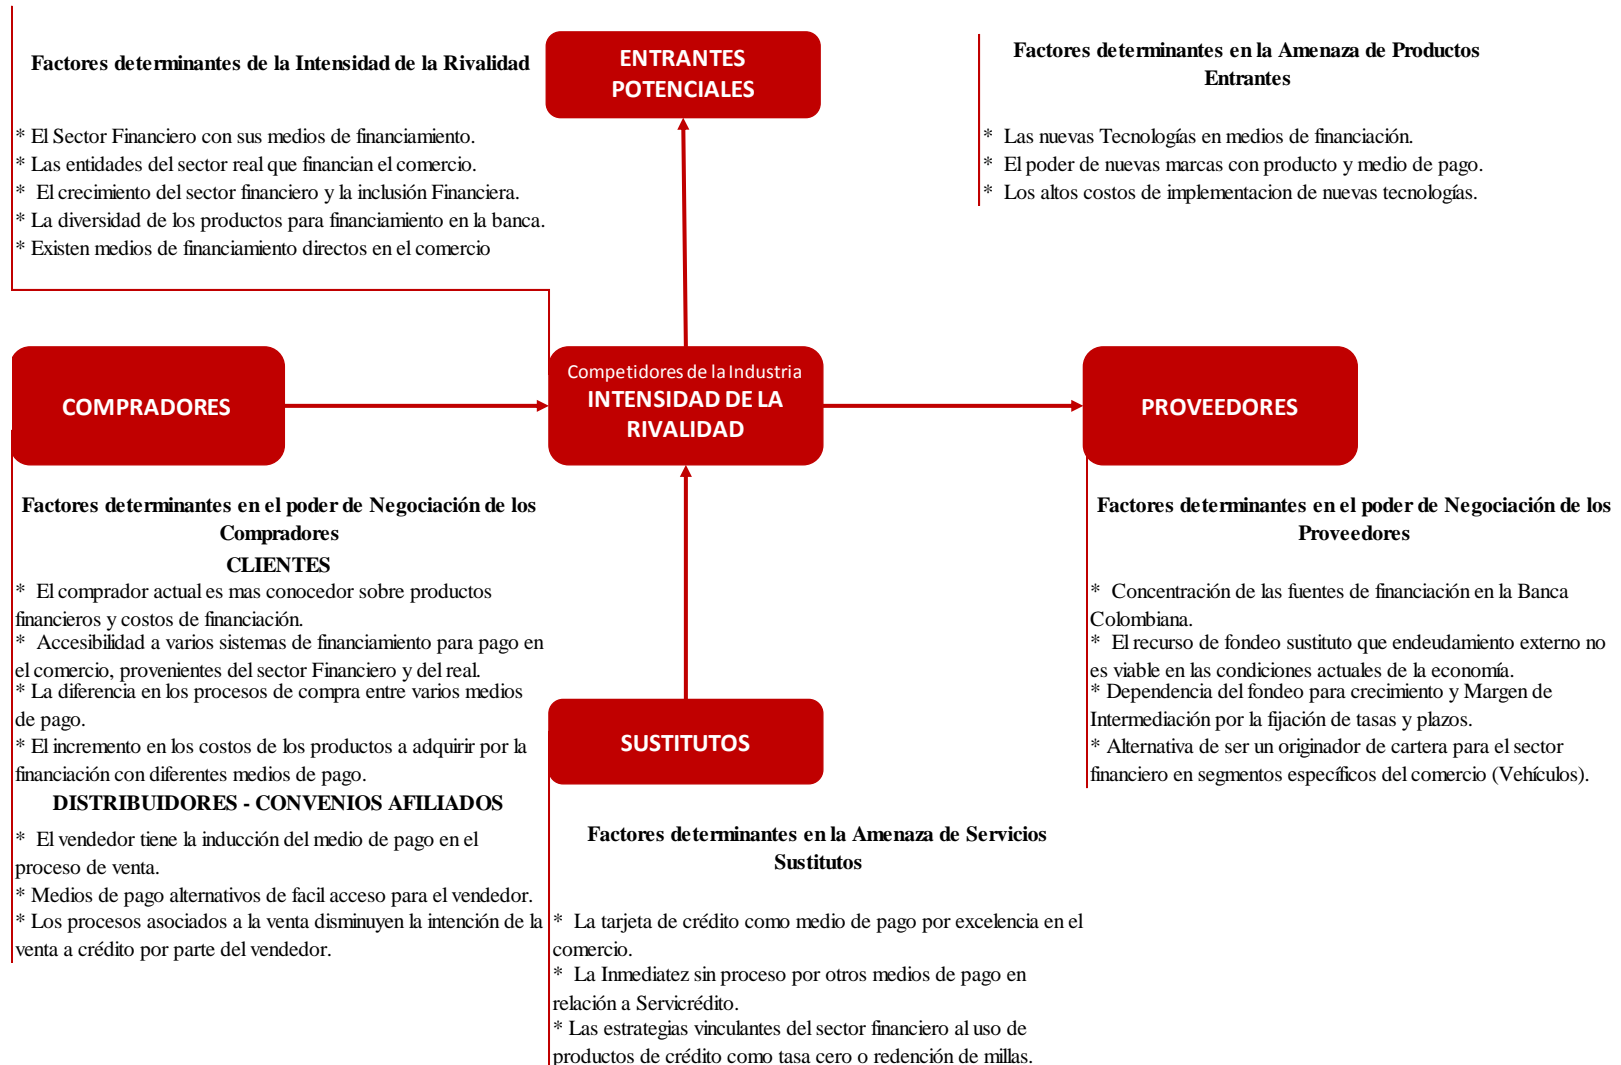 Factores determinantes de la Intensidad de la Rivalidad
* El Sector Financiero con sus medios de financiamiento.
* Las entidades del sector real que financian el comercio.
* El crecimiento del sector financiero y la inclusión Financiera.
* La diversidad de los productos para financiamiento en la banca.
* Existen medios de financiamiento directos en el comercio
ENTRANTES
POTENCIALES
Factores determinantes en la Amenaza de Productos
Entrantes
* Las nuevas Tecnologías en medios de financiación.
* El poder de nuevas marcas con producto y medio de pago.
* Los altos costos de implementacion de nuevas tecnologías.
COMPRADORES
Competidores de la Industria
INTENSIDAD DE LA
RIVALIDAD
PROVEEDORES
Factores determinantes en el poder de Negociación de los
Compradores
CLIENTES
* El comprador actual es mas conocedor sobre productos
financieros y costos de financiación.
* Accesibilidad a varios sistemas de financiamiento para pago en
el comercio, provenientes del sector Financiero y del real.
* La diferencia en los procesos de compra entre varios medios
de pago.
* El incremento en los costos de los productos a adquirir por la
financiación con diferentes medios de pago.
DISTRIBUIDORES - CONVENIOS AFILIADOS
* El vendedor tiene la inducción del medio de pago en el
proceso de venta.
* Medios de pago alternativos de facil acceso para el vendedor.
* Los procesos asociados a la venta disminuyen la intención de la
venta a crédito por parte del vendedor.
SUSTITUTOS
Factores determinantes en la Amenaza de Servicios
Sustitutos
* La tarjeta de crédito como medio de pago por excelencia en el
comercio.
* La Inmediatez sin proceso por otros medios de pago en
relación a Servicrédito.
* Las estrategias vinculantes del sector financiero al uso de
productos de crédito como tasa cero o redención de millas.
Factores determinantes en el poder de Negociación de los
Proveedores
* Concentración de las fuentes de financiación en la Banca
Colombiana.
* El recurso de fondeo sustituto que endeudamiento externo no
es viable en las condiciones actuales de la economía.
* Dependencia del fondeo para crecimiento y Margen de
Intermediación por la fijación de tasas y plazos.
* Alternativa de ser un originador de cartera para el sector
financiero en segmentos específicos del comercio (Vehículos).